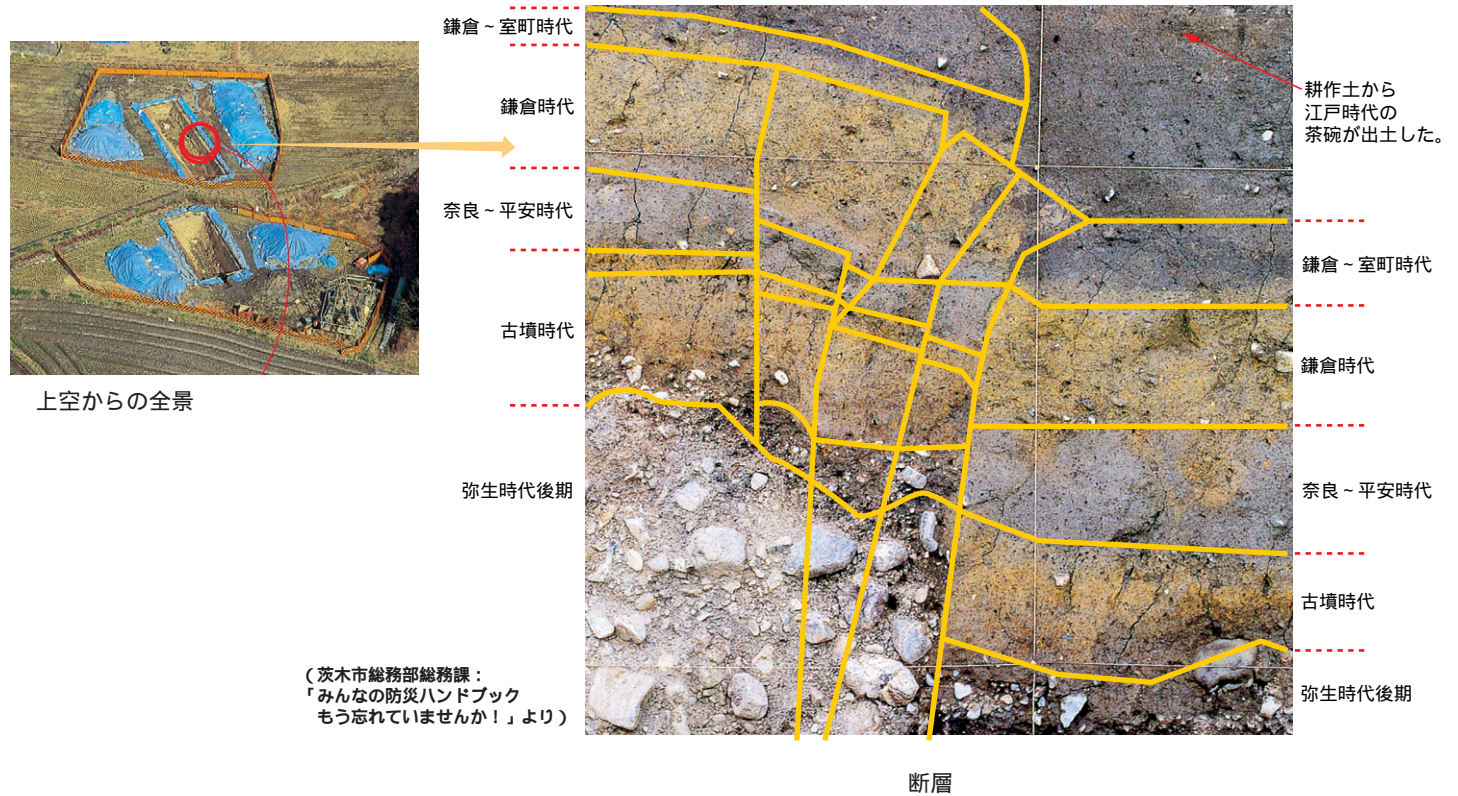 鎌倉~室町時代
鎌倉時代
奈良~平安時代
古墳時代
弥生時代後期
上空からの全景
(茨木市総務部総務課：
「みんなの防災ハンドブック
もう忘れていませんか！」より)
耕作土から
江戸時代の
茶碗が出土した。
鎌倉~室町時代
鎌倉時代
奈良~平安時代
古墳時代
弥生時代後期
断層